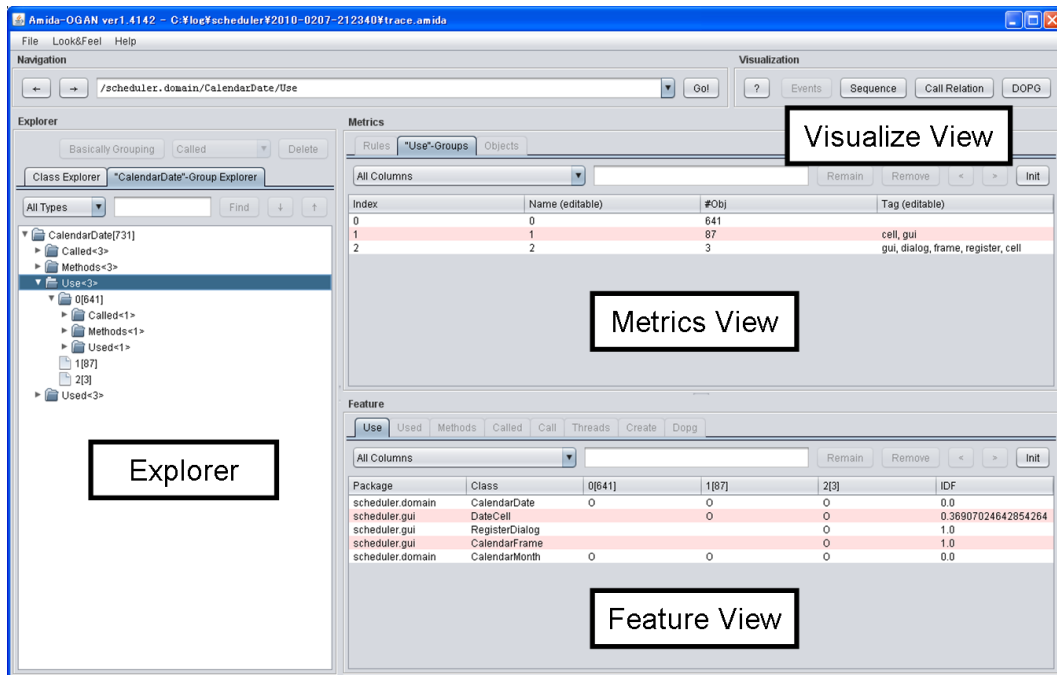 Amida-OGAN ver1.4142 - C:¥log¥scheduler¥2010-0207-212340¥trace.amida
File Look&Feel Help
Navigation Visualization
← → /scheduler.domain/CalendarDate/Use Go! ? Events Sequence Call Relation DOPG
Visualize View
Explorer
Basically Grouping Called Delete
Class Explorer "CalendarDate"-Group Explorer
All Types Find ↓ ↑
CalendarDate[731]
Called<3>
Methods<3>
Use<3>
0[641]
Called<1>
Methods<1>
Used<1>
1[87]
2[3]
Used<3>
Explorer
Metrics
Rules "Use"-Groups Objects
All Columns Remain Remove < > Init
Index Name (editable) #Obj Tag (editable)
0 0 641
1 1 87 cell, gui
2 2 3 gui, dialog, frame, register, cell
Metrics View
Feature
Use Used Methods Called Call Threads Create Dopg
All Columns Remain Remove < > Init
Package Class 0[641] 1[87] 2[3] IDF
scheduler.domain CalendarDate O O 0.0
scheduler.gui DateCell O O 0.36907024642854264
scheduler.gui RegisterDialog O 1.0
scheduler.gui CalendarFrame O 1.0
scheduler.domain CalendarMonth O O O 0.0
Feature View